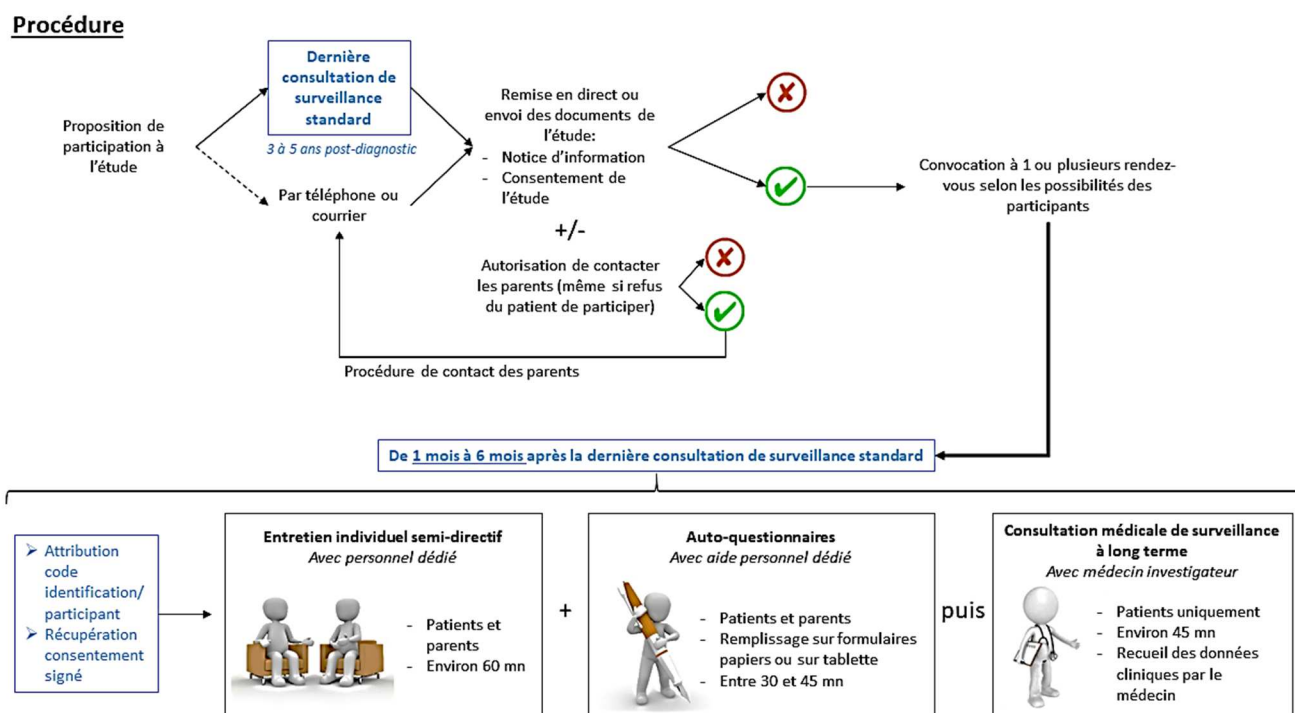 Procédure
Proposition de
participation à
l'étude
Dernière
consultation de
surveillance
standard
3 à 5 ans post-diagnostic
Par téléphone ou
courrier
Remise en direct ou
envoi des documents de
l'étude:
- Notice d'information
- Consentement de
l'étude
+/-
Autorisation de contacter
les parents (même si refus
du patient de participer)
Procédure de contact des parents
Convocation à 1 ou plusieurs rendez-
vous selon les possibilités des
participants
De 1 mois à 6 mois après la dernière consultation de surveillance standard
➤ Attribution
code
identification/
participant
➤ Récupération
consentement
signé
Entretien individuel semi-directif
Avec personnel dédié
- Patients et
parents
- Environ 60 mn
+
Auto-questionnaires
Avec aide personnel dédié
- Patients et parents
- Remplissage sur formulaires
papiers ou sur tablette
- Entre 30 et 45 mn
puis
Consultation médicale de surveillance
à long terme
Avec médecin investigateur
- Patients uniquement
- Environ 45 mn
- Recueil des données
cliniques par le
médecin